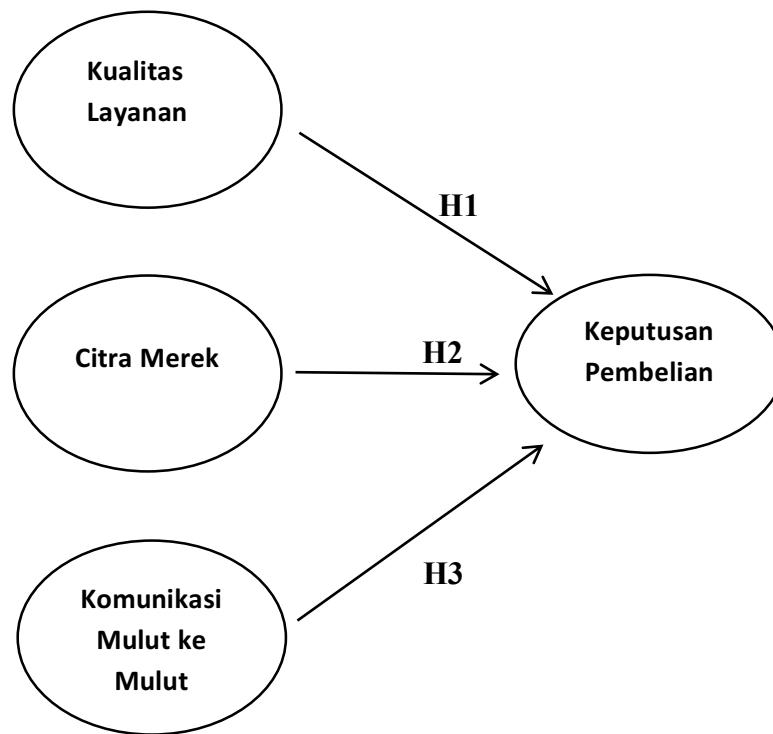 Kualitas
Layanan
H1
Citra Merek
H2
Keputusan
Pembelian
H3
Komunikasi
Mulut ke
Mulut